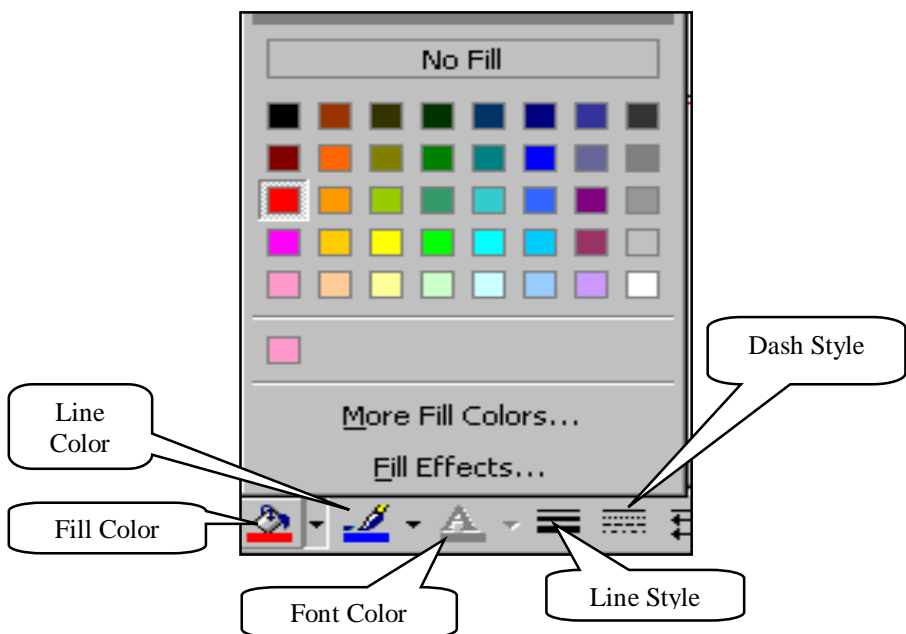 No Fill
Dash Style
Line
Color
More Fill Colors...
Fill Effects...
Fill Color
Font Color
Line Style